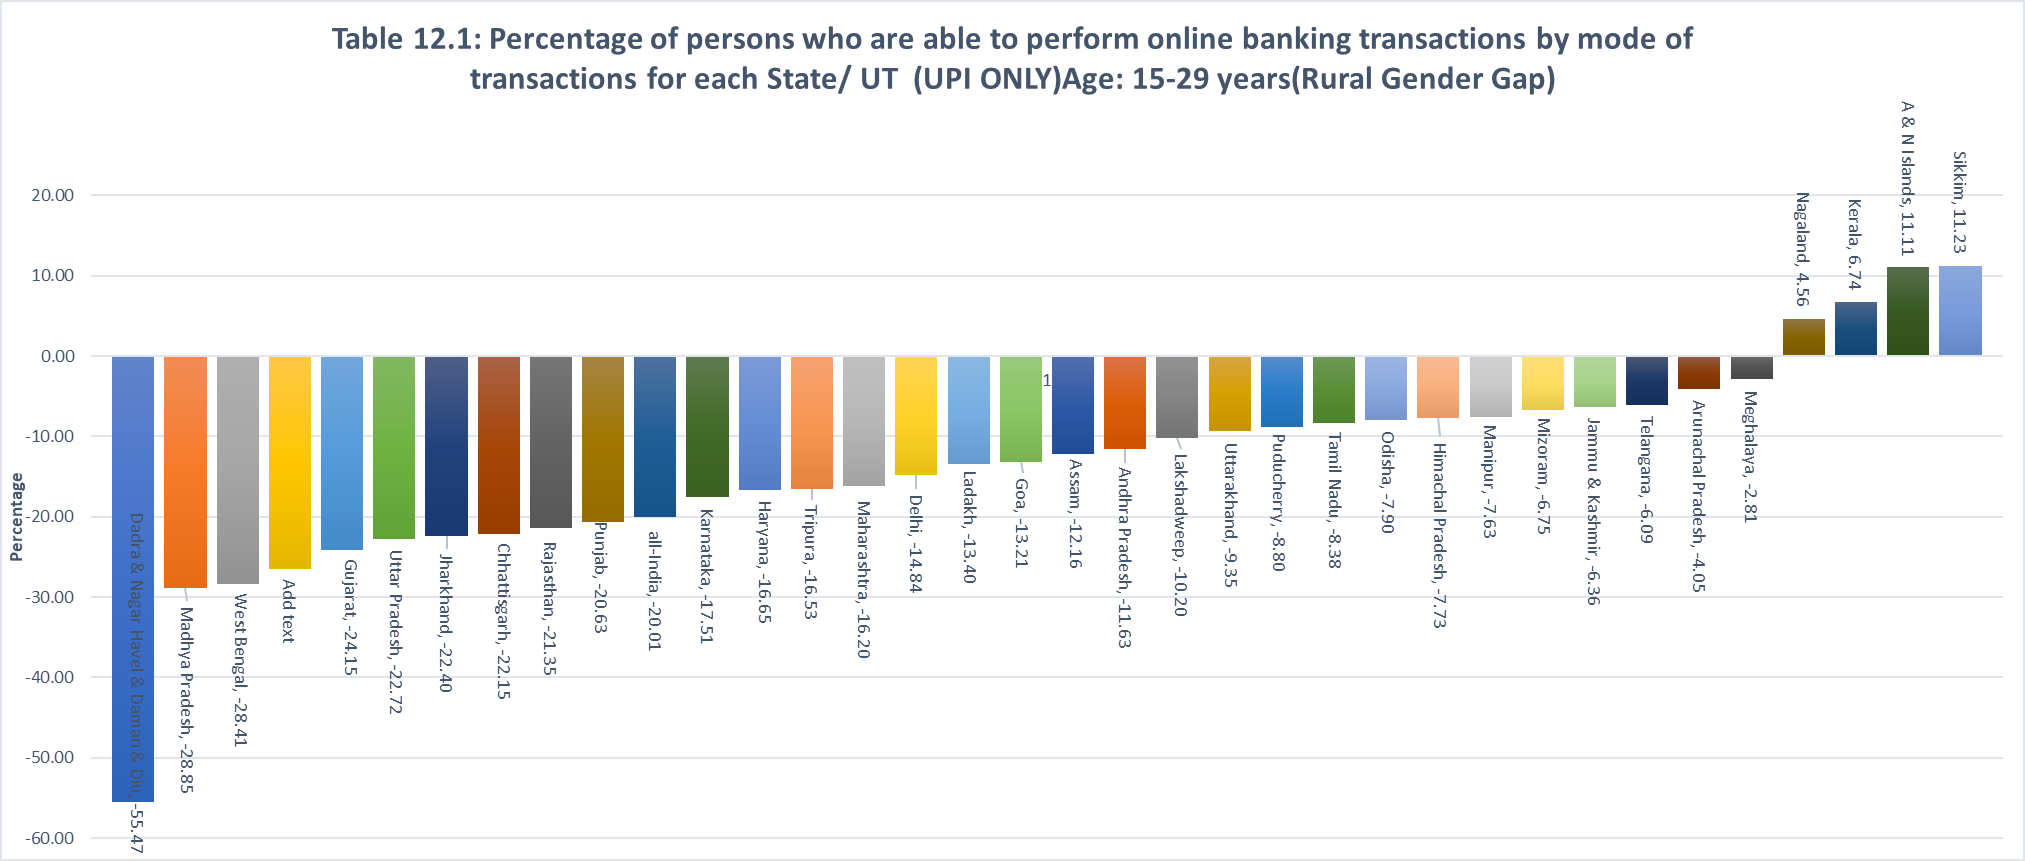 Table 12.1: Percentage of persons who are able to perform online banking transactions by mode of
transactions for each State/ UT (UPI ONLY)Age: 15-29 years(Rural Gender Gap)
Percentage
20.00
10.00
0.00
-10.00
-20.00
-30.00
-40.00
-50.00
-60.00
Dadra & Nagar Havel & Daman & Diu, -55.47
Madhya Pradesh, -28.85
West Bengal, -28.41
Add text
Gujarat, -24.15
Uttar Pradesh, -22.72
Jharkhand, -22.40
Chhattisgarh, -22.15
Rajasthan, -21.35
Punjab, -20.63
all-India, -20.01
Karnataka, -17.51
Haryana, -16.65
Tripura, -16.53
Maharashtra, -16.20
Delhi, -14.84
Ladakh, -13.40
Goa, -13.21
1
Assam, -12.16
Andhra Pradesh, -11.63
Lakshadweep, -10.20
Uttarakhand, -9.35
Puducherry, -8.80
Tamil Nadu, -8.38
Odisha, -7.90
Himachal Pradesh, -7.73
Manipur, -7.63
Mizoram, -6.75
Jammu & Kashmir, -6.36
Telangana, -6.09
Arunachal Pradesh, -4.05
Meghalaya, -2.81
Nagaland, 4.56
Kerala, 6.74
A & N Islands, 11.11
Sikkim, 11.23